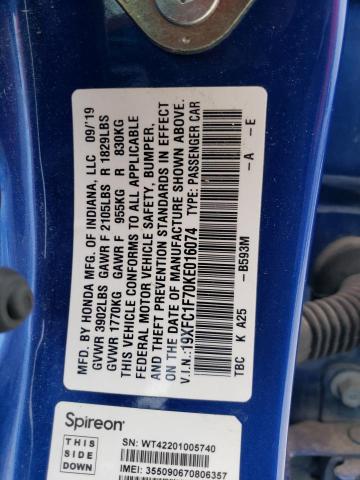 MFD. BY HONDA MFG. OF INDIANA, LLC 09/'19
GVWR 3902LBS GAWR F 2105LBS R 1829LBS
GVWR 1770KG GAWR F 955KG R 830KG
THIS VEHICLE CONFORMS TO ALL APPLICABLE
FEDERAL MOTOR VEHICLE SAFETY, BUMPER,
AND THEFT PREVENTION STANDARDS IN EFFECT
ON THE DATE OF MANUFACTURE SHOWN ABOVE.
V.I.N.:19XFC1F70KE016074 TYPE: PASSENGER CAR
-B593M -A -E
TBC K A25
Spireon
THIS
SIDE
DOWN
SN: WT42201005740
IMEI: 355090670806357